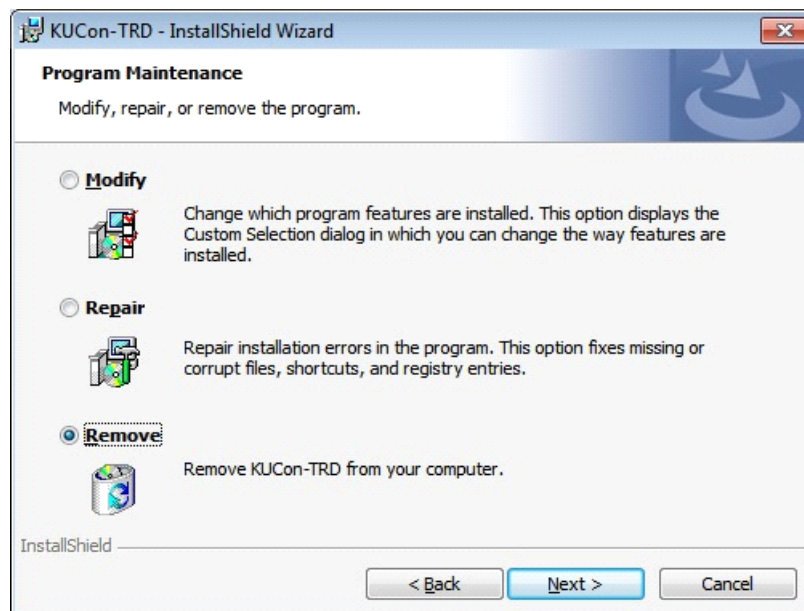 KUCon-TRD - InstallShield Wizard
Program Maintenance
Modify, repair, or remove the program.
Modify
Change which program features are installed. This option displays the
Custom Selection dialog in which you can change the way features are
installed.
Repair
Repair installation errors in the program. This option fixes missing or
corrupt files, shortcuts, and registry entries.
Remove
Remove KUCon-TRD from your computer.
InstallShield
< Back
Next >
Cancel